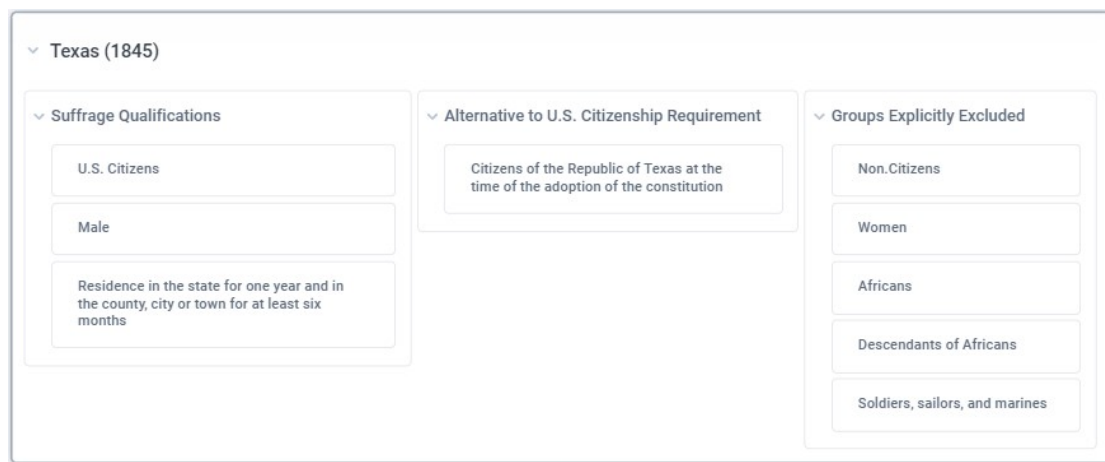 Texas (1845)
Suffrage Qualifications
U.S. Citizens
Male
Residence in the state for one year and in
the county, city or town for at least six
months
Alternative to U.S. Citizenship Requirement
Citizens of the Republic of Texas at the
time of the adoption of the constitution
Groups Explicitly Excluded
Non.Citizens
Women
Africans
Descendants of Africans
Soldiers, sailors, and marines